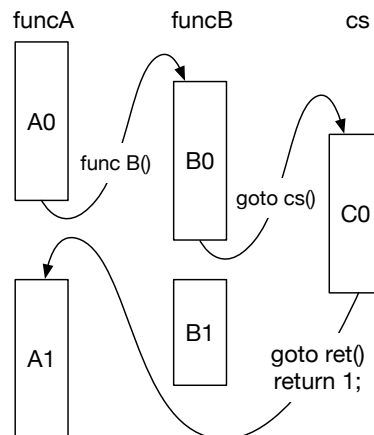 funcA funcB cs
A0
func B()
B0
goto cs()
C0
A1
B1
goto ret()
return 1;